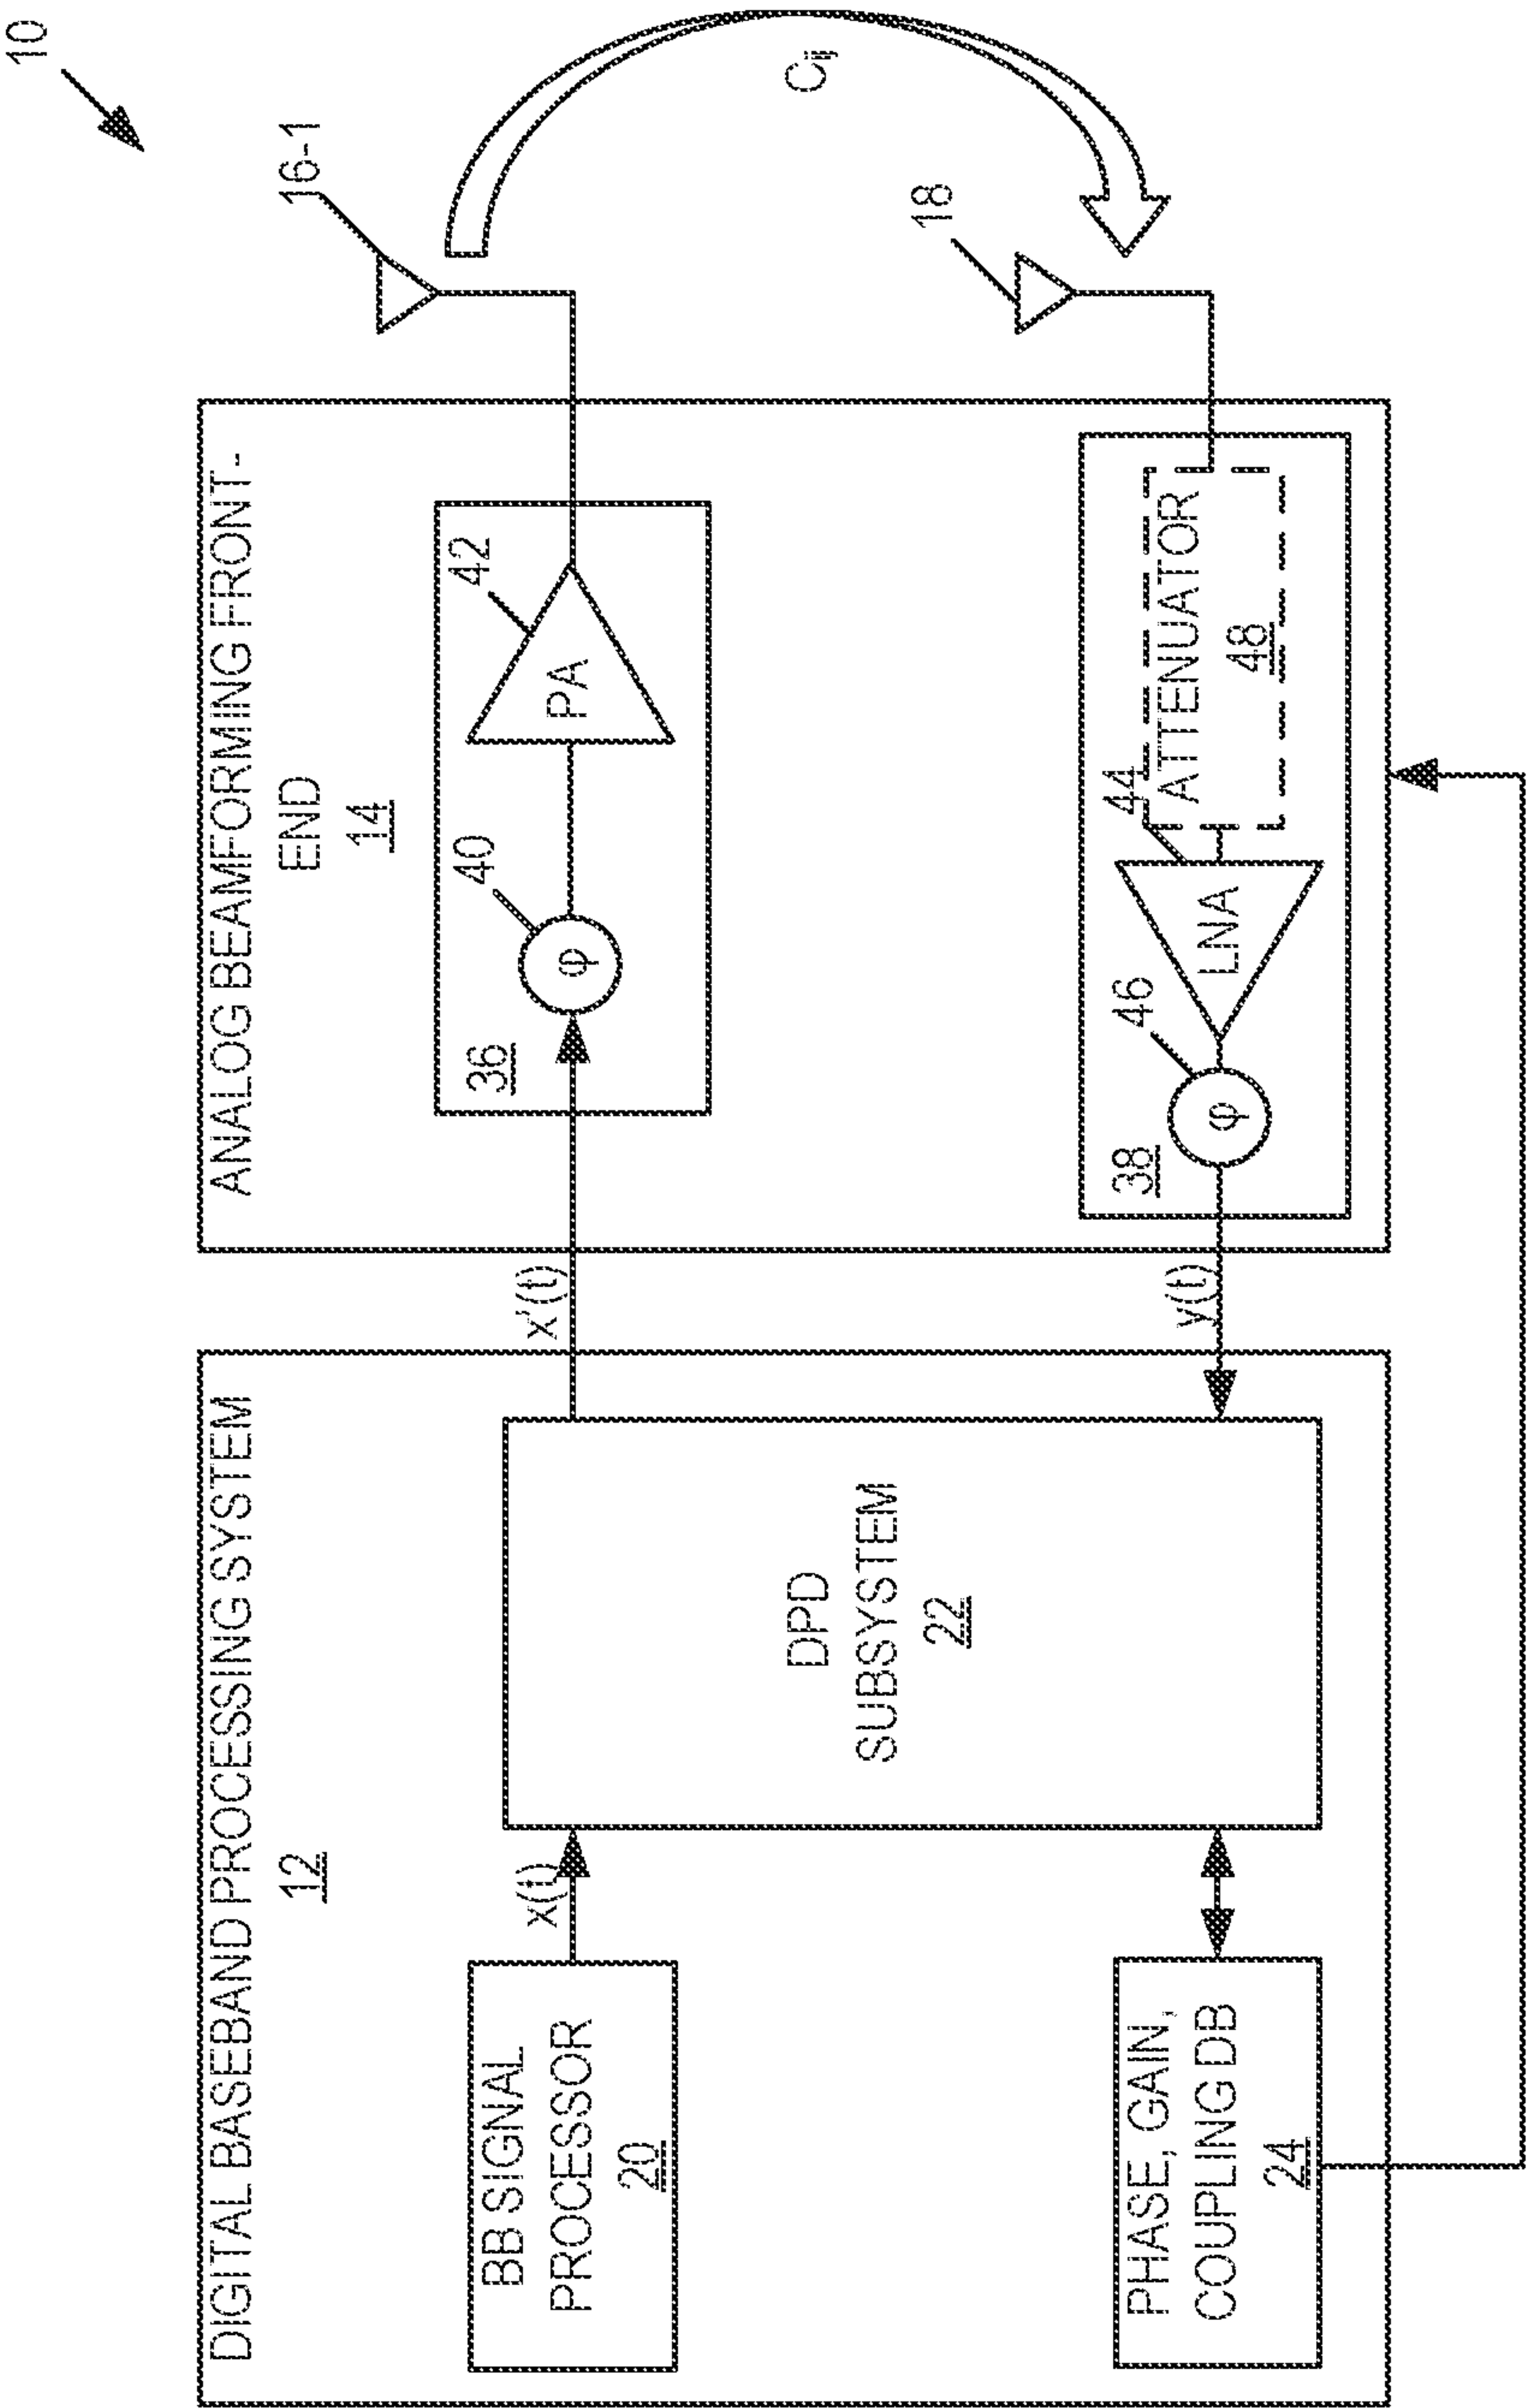 10
DIGITAL BASEBAND PROCESSING SYSTEM
12
BB SIGNAL
PROCESSOR
20
x(t)
DPD
SUBSYSTEM
22
PHASE, GAIN,
COUPLING DB
24
x'(t)
y(t)
ANALOG BEAMFORMING FRONT-
END
14
36
φ
40
PA
42
38
φ
46
LNA
44
ATTENUATOR
48
16-1
18
Cij